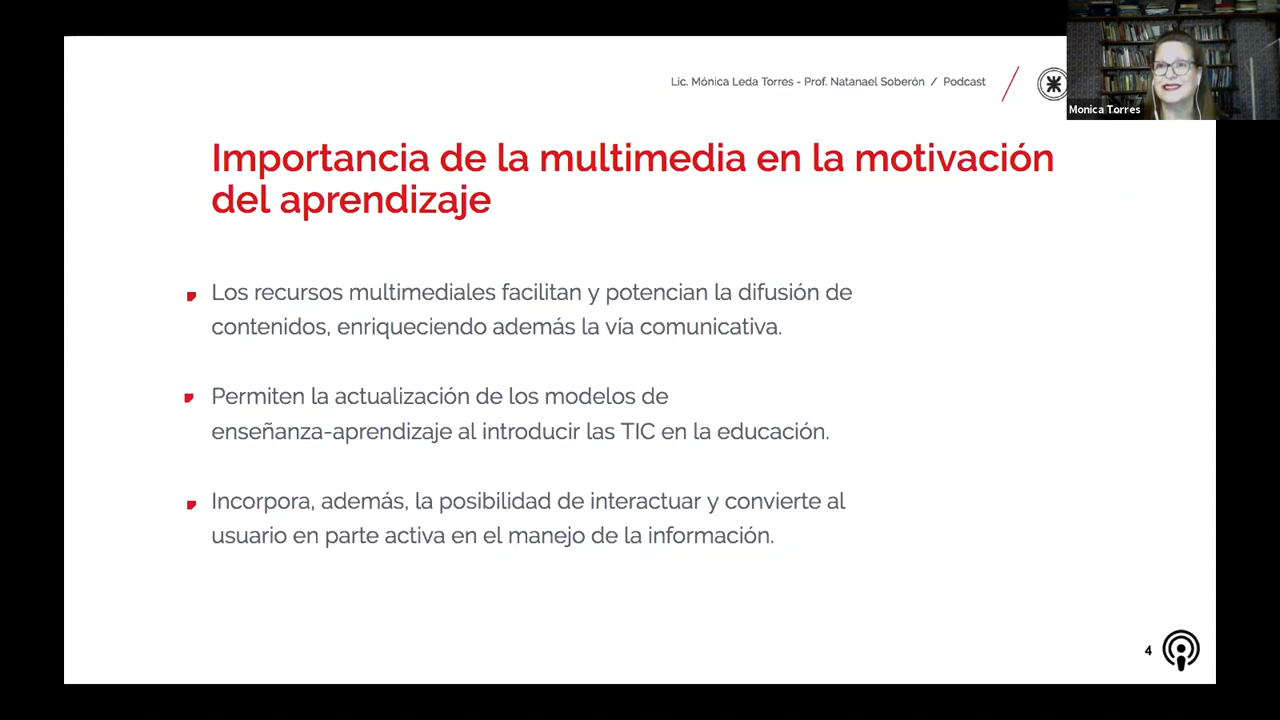 Lic. Mónica Leda Torres - Prof. Natanael Soberón / Podcast
Monica Torres
Importancia de la multimedia en la motivación
del aprendizaje
Los recursos multimediales facilitan y potencian la difusión de
contenidos, enriqueciendo además la vía comunicativa.
Permiten la actualización de los modelos de
enseñanza-aprendizaje al introducir las TIC en la educación.
Incorpora, además, la posibilidad de interactuar y convierte al
usuario en parte activa en el manejo de la información.
4